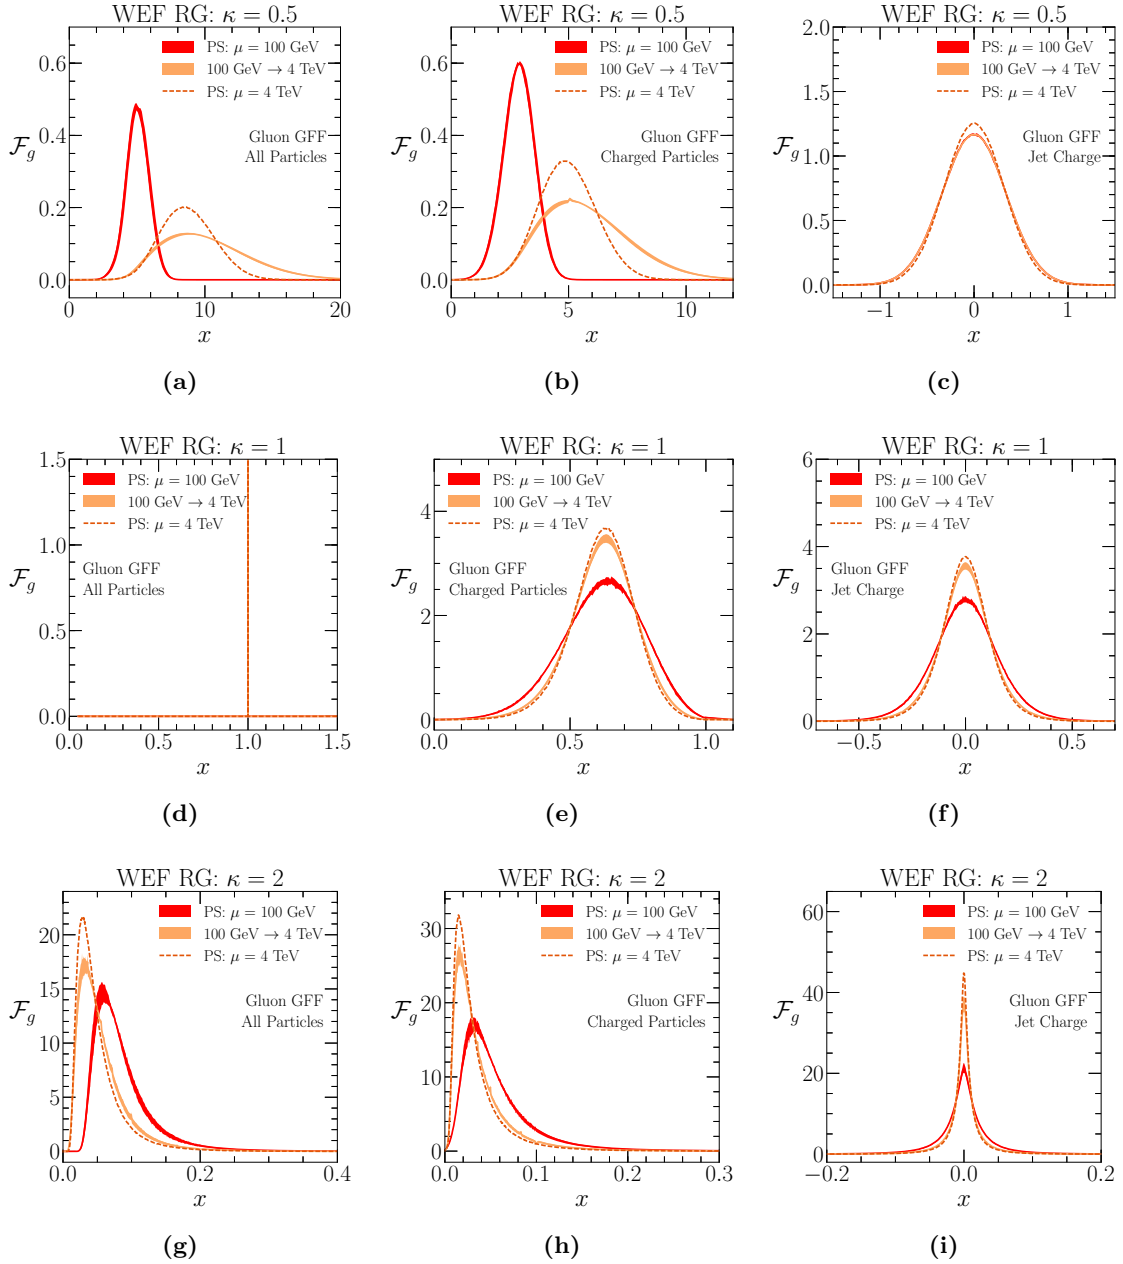 WEF RG: κ = 0.5
PS: μ = 100 GeV
100 GeV → 4 TeV
PS: μ = 4 TeV
Gluon GFF
All Particles
F_g
0.6
0.4
0.2
0.0
0 10 20
x
(a)
WEF RG: κ = 0.5
PS: μ = 100 GeV
100 GeV → 4 TeV
PS: μ = 4 TeV
Gluon GFF
Charged Particles
F_g
0.6
0.4
0.2
0.0
0 5 10
x
(b)
WEF RG: κ = 0.5
PS: μ = 100 GeV
100 GeV → 4 TeV
PS: μ = 4 TeV
Gluon GFF
Jet Charge
F_g
2.0
1.5
1.0
0.5
0.0
−1 0 1
x
(c)
WEF RG: κ = 1
PS: μ = 100 GeV
100 GeV → 4 TeV
PS: μ = 4 TeV
Gluon GFF
All Particles
F_g
1.5
1.0
0.5
0.0
0.0 0.5 1.0 1.5
x
(d)
WEF RG: κ = 1
PS: μ = 100 GeV
100 GeV → 4 TeV
PS: μ = 4 TeV
Gluon GFF
Charged Particles
F_g
4
2
0
0.0 0.5 1.0
x
(e)
WEF RG: κ = 1
PS: μ = 100 GeV
100 GeV → 4 TeV
PS: μ = 4 TeV
Gluon GFF
Jet Charge
F_g
6
4
2
0
−0.5 0.0 0.5
x
(f)
WEF RG: κ = 2
PS: μ = 100 GeV
100 GeV → 4 TeV
PS: μ = 4 TeV
Gluon GFF
All Particles
F_g
20
15
10
5
0
0.0 0.2 0.4
x
(g)
WEF RG: κ = 2
PS: μ = 100 GeV
100 GeV → 4 TeV
PS: μ = 4 TeV
Gluon GFF
Charged Particles
F_g
30
20
10
0
0.0 0.1 0.2 0.3
x
(h)
WEF RG: κ = 2
PS: μ = 100 GeV
100 GeV → 4 TeV
PS: μ = 4 TeV
Gluon GFF
Jet Charge
F_g
60
40
20
0
−0.2 0.0 0.2
x
(i)